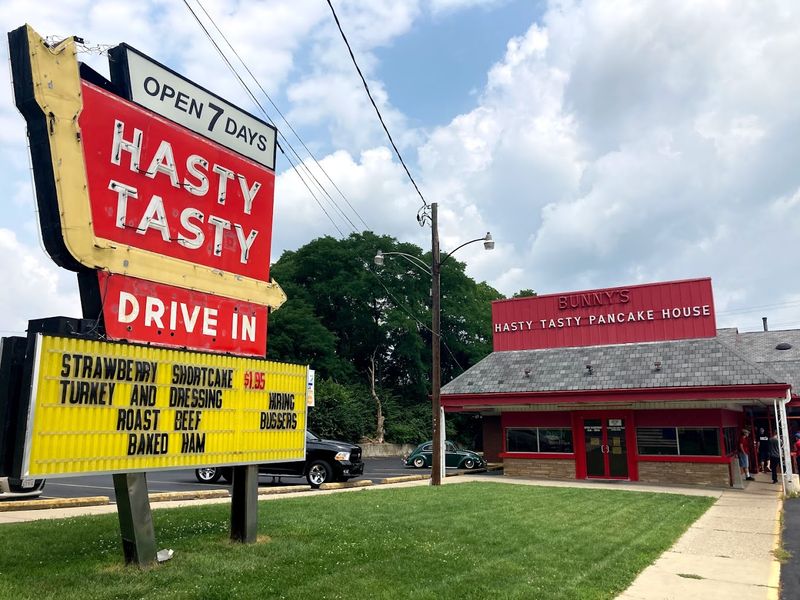 OPEN 7 DAYS
HASTY
TASTY
DRIVE IN
STRAWBERRY SHORTCAKE $1.95
TURKEY AND DRESSING HIRING
ROAST BEEF BUSSERS
BAKED HAM
BUNNY'S
HASTY TASTY PANCAKE HOUSE